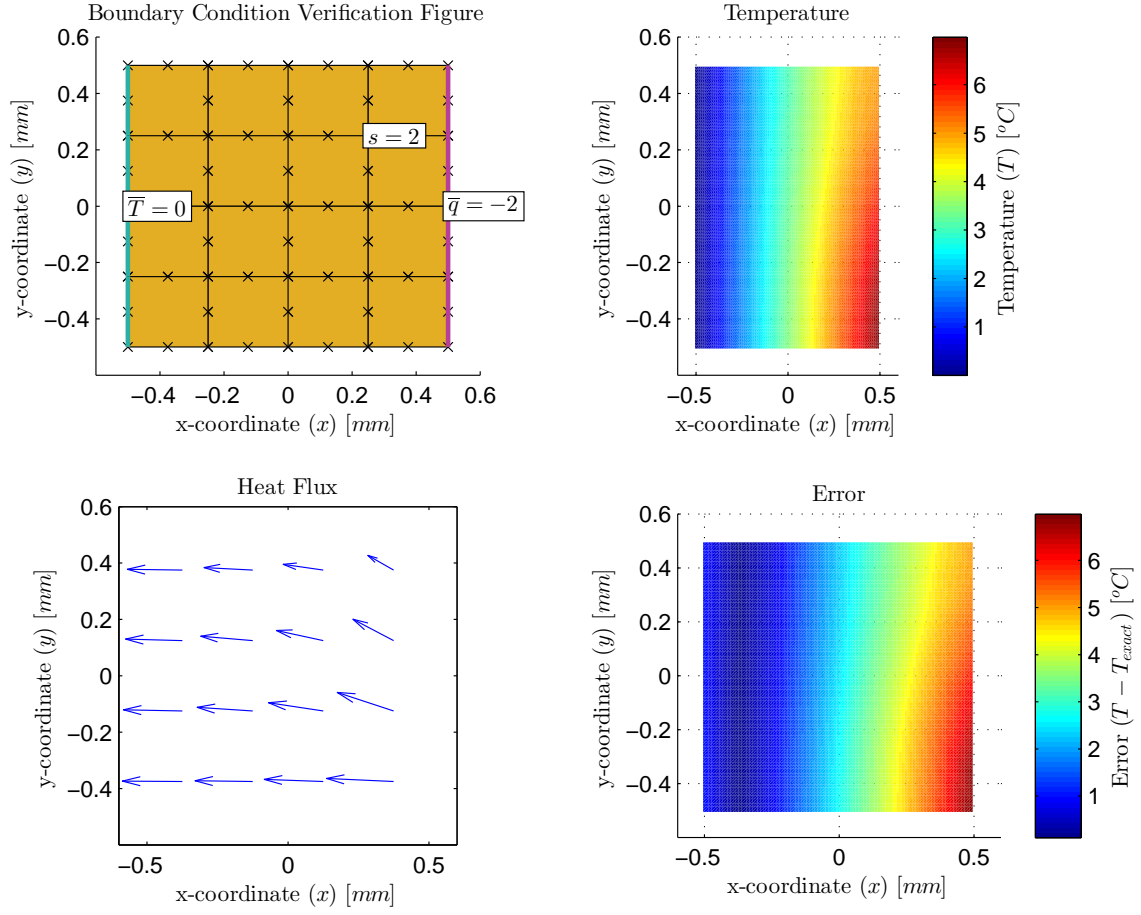 Boundary Condition Verification Figure
0.6
0.4
0.2
0
−0.2
−0.4
y-coordinate (y) [mm]
s = 2
T̅ = 0
q̅ = −2
−0.4 −0.2 0 0.2 0.4 0.6
x-coordinate (x) [mm]
Temperature
0.6
0.4
0.2
0
−0.2
−0.4
y-coordinate (y) [mm]
−0.5 0 0.5
x-coordinate (x) [mm]
6
5
4
3
2
1
Temperature (T) [°C]
Heat Flux
0.6
0.4
0.2
0
−0.2
−0.4
y-coordinate (y) [mm]
−0.5 0 0.5
x-coordinate (x) [mm]
Error
0.6
0.4
0.2
0
−0.2
−0.4
y-coordinate (y) [mm]
−0.5 0 0.5
x-coordinate (x) [mm]
6
5
4
3
2
1
Error (T − T_exact) [°C]